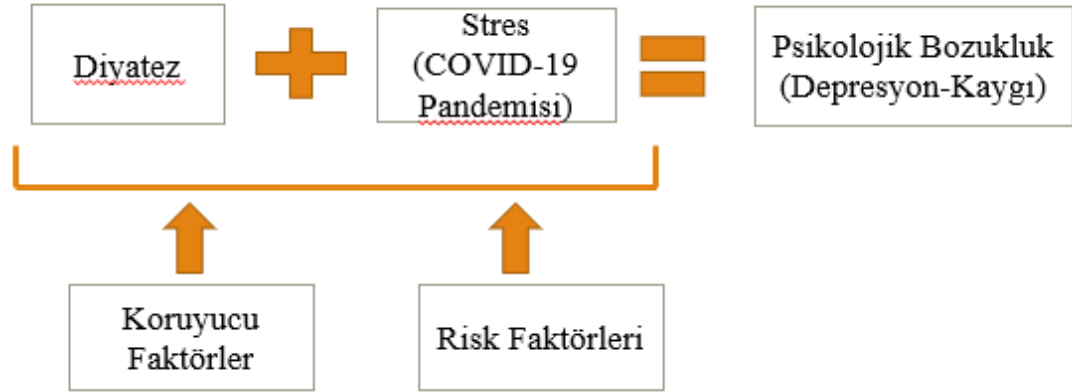 Diyatez
Stres
(COVID-19
Pandemisi)
Psikolojik Bozukluk
(Depresyon-Kaygı)
Koruyucu
Faktörler
Risk Faktörleri